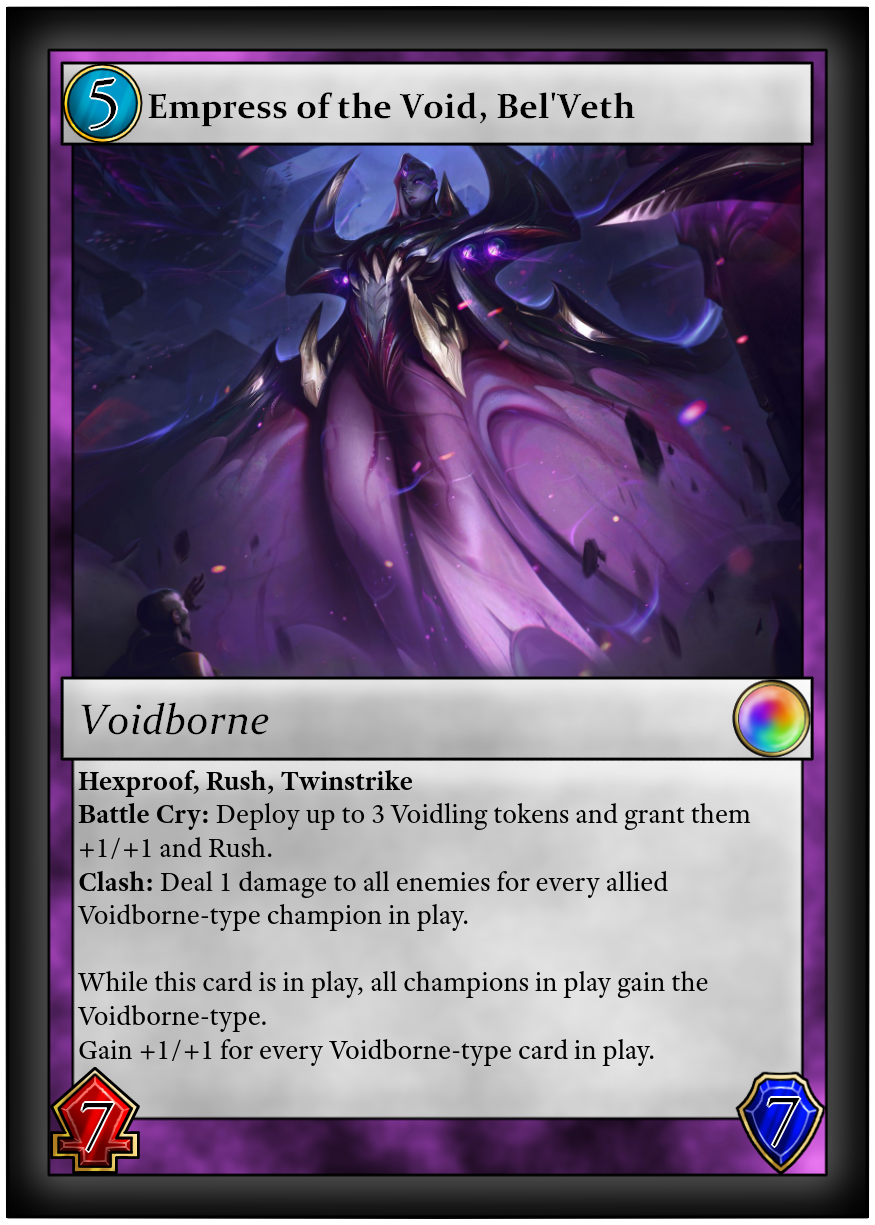 5
Empress of the Void, Bel'Veth
Voidborne
Hexproof, Rush, Twinstrike
Battle Cry: Deploy up to 3 Voidling tokens and grant them
+1/+1 and Rush.
Clash: Deal 1 damage to all enemies for every allied
Voidborne-type champion in play.
While this card is in play, all champions in play gain the
Voidborne-type.
Gain +1/+1 for every Voidborne-type card in play.
7
7